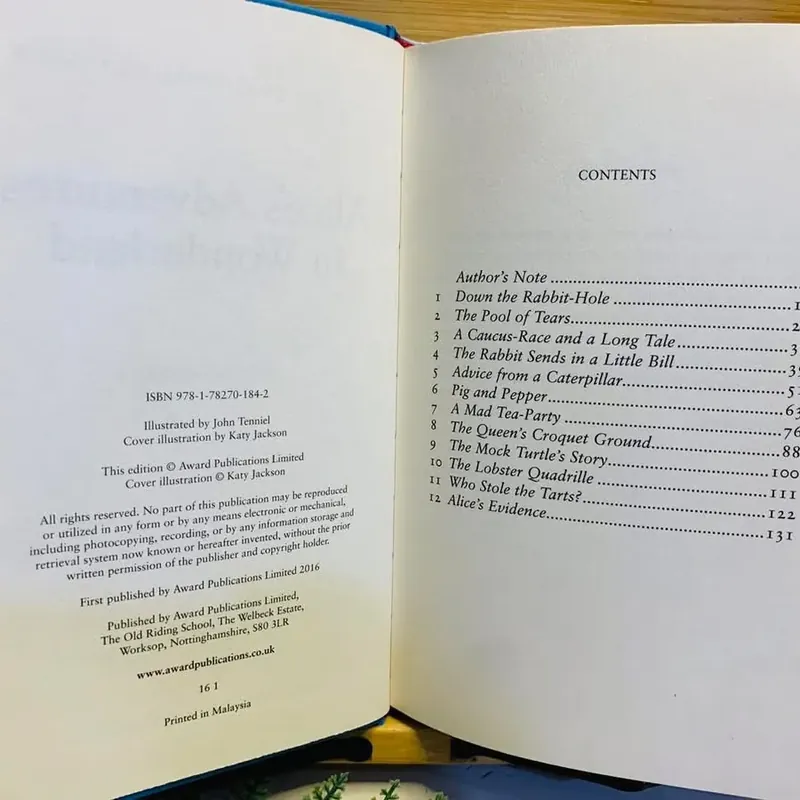 ISBN 978-1-78270-184-2
Illustrated by John Tenniel
Cover illustration by Katy Jackson
This edition © Award Publications Limited
Cover illustration © Katy Jackson
All rights reserved. No part of this publication may be reproduced
or utilized in any form or by any means electronic or mechanical,
including photocopying, recording, or by any information storage and
retrieval system now known or hereafter invented, without the prior
written permission of the publisher and copyright holder.
First published by Award Publications Limited 2016
Published by Award Publications Limited,
The Old Riding School, The Welbeck Estate,
Worksop, Nottinghamshire, S80 3LR
www.awardpublications.co.uk
16 1
Printed in Malaysia
CONTENTS
Author's Note
1 Down the Rabbit-Hole
2 The Pool of Tears
3 A Caucus-Race and a Long Tale
4 The Rabbit Sends in a Little Bill
5 Advice from a Caterpillar
6 Pig and Pepper 63
7 A Mad Tea-Party 76
8 The Queen's Croquet Ground 88
9 The Mock Turtle's Story 100
10 The Lobster Quadrille 111
11 Who Stole the Tarts? 122
12 Alice's Evidence 131